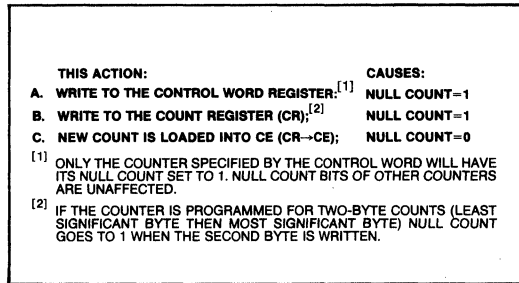 THIS ACTION: CAUSES:
A. WRITE TO THE CONTROL WORD REGISTER:[1] NULL COUNT=1
B. WRITE TO THE COUNT REGISTER (CR);[2] NULL COUNT=1
C. NEW COUNT IS LOADED INTO CE (CR→CE); NULL COUNT=0
[1] ONLY THE COUNTER SPECIFIED BY THE CONTROL WORD WILL HAVE
ITS NULL COUNT SET TO 1. NULL COUNT BITS OF OTHER COUNTERS
ARE UNAFFECTED.
[2] IF THE COUNTER IS PROGRAMMED FOR TWO-BYTE COUNTS (LEAST
SIGNIFICANT BYTE THEN MOST SIGNIFICANT BYTE) NULL COUNT
GOES TO 1 WHEN THE SECOND BYTE IS WRITTEN.